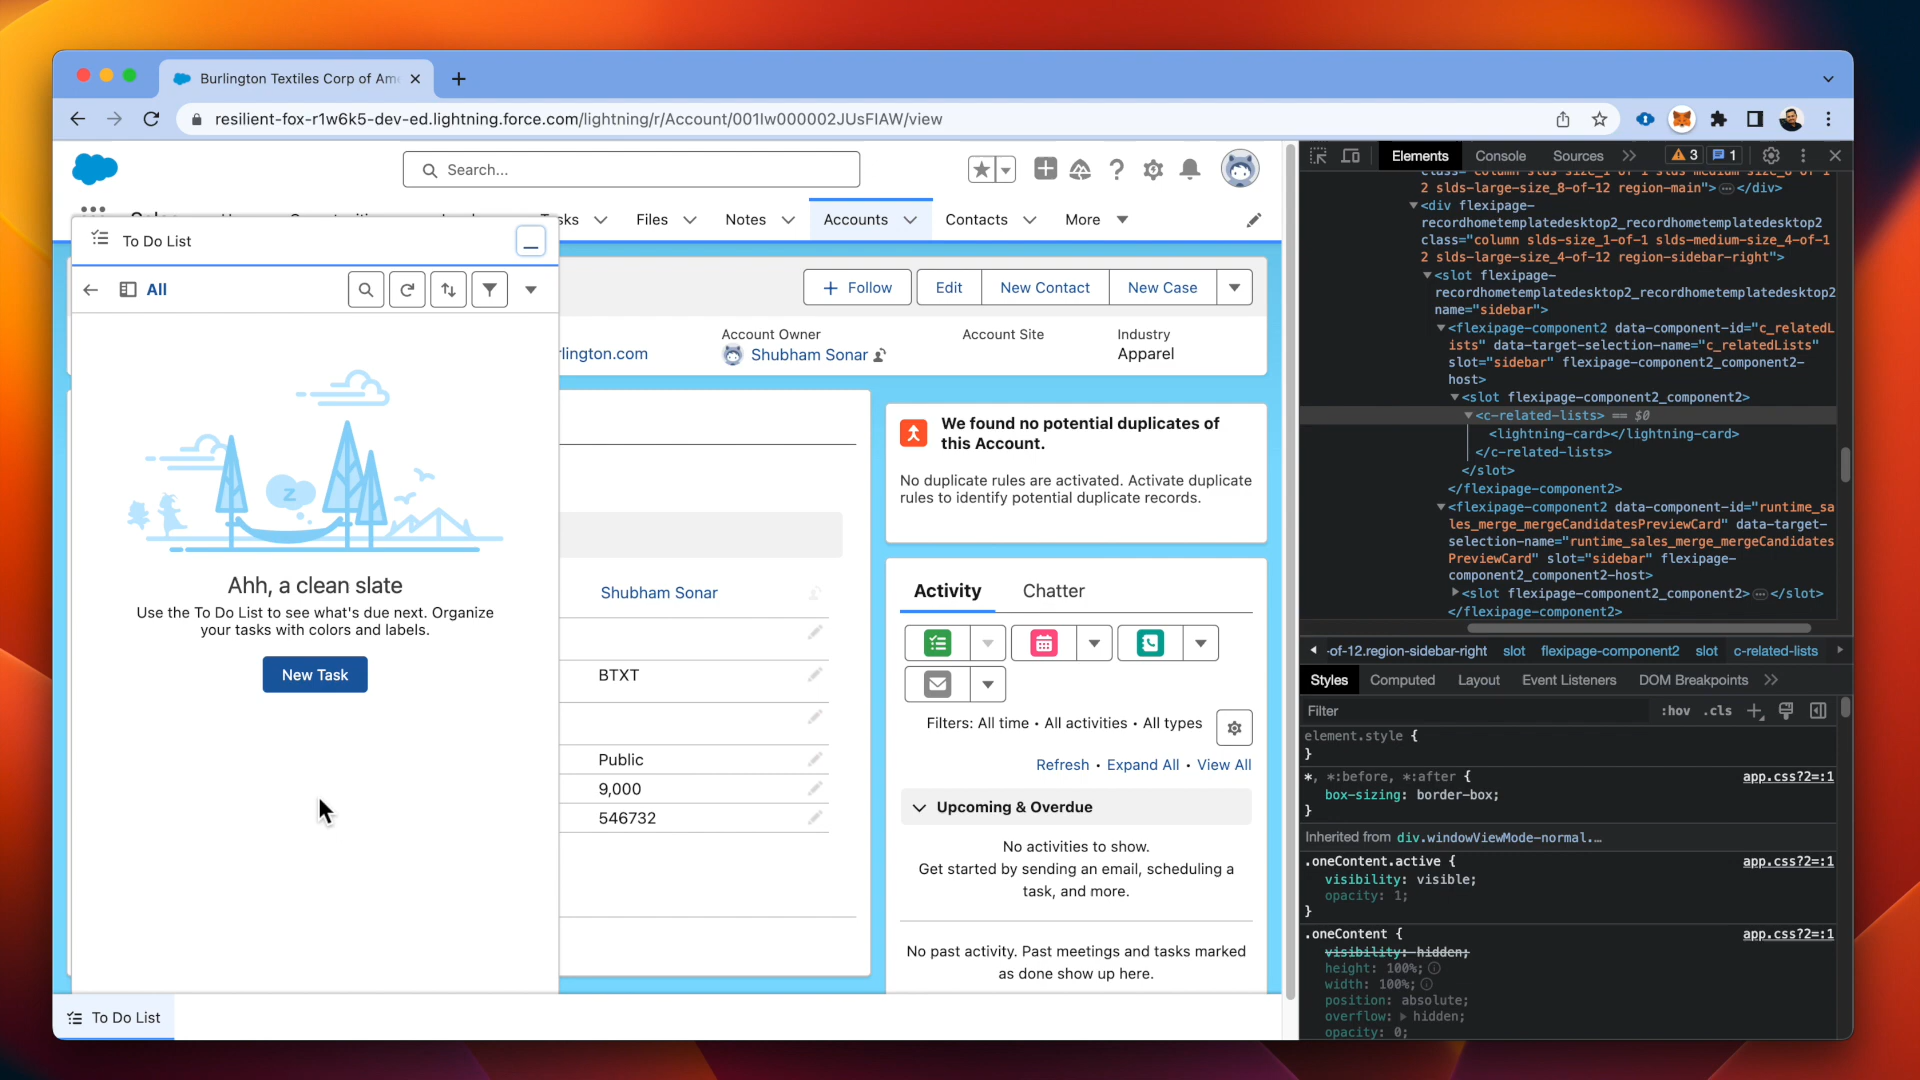 Burlington Textiles Corp of Ame
resilient-fox-r1w6k5-dev-ed.lightning.force.com/lightning/r/Account/001Iw000002JUsFIAW/view
Search...
Tasks
Files
Notes
Accounts
Contacts
More
To Do List
All
Ahh, a clean slate
Use the To Do List to see what's due next. Organize
your tasks with colors and labels.
New Task
To Do List
Follow
Edit
New Contact
New Case
rlington.com
Account Owner
Shubham Sonar
Account Site
Industry
Apparel
Shubham Sonar
BTXT
Public
9,000
546732
We found no potential duplicates of
this Account.
No duplicate rules are activated. Activate duplicate
rules to identify potential duplicate records.
Activity
Chatter
Filters: All time • All activities • All types
Refresh • Expand All • View All
Upcoming & Overdue
No activities to show.
Get started by sending an email, scheduling a
task, and more.
No past activity. Past meetings and tasks marked
as done show up here.
Elements
Console
Sources
3
1
2 slds-large-size_8-of-12 region-main"> </div>
<div flexipage-
recordhometemplatedesktop2_recordhometemplatedesktop2
class="column slds-size_1-of-1 slds-medium-size_4-of-1
2 slds-large-size_4-of-12 region-sidebar-right">
<slot flexipage-
recordhometemplatedesktop2_recordhometemplatedesktop2
name="sidebar">
<flexipage-component2 data-component-id="c_relatedL
ists" data-target-selection-name="c_relatedLists"
slot="sidebar" flexipage-component2_component2-
host>
<slot flexipage-component2_component2>
<c-related-lists> == $0
<lightning-card></lightning-card>
</c-related-lists>
</slot>
</flexipage-component2>
<flexipage-component2 data-component-id="runtime_sa
les_merge_mergeCandidatesPreviewCard" data-target-
selection-name="runtime_sales_merge_mergeCandidates
PreviewCard" slot="sidebar" flexipage-
component2_component2-host>
<slot flexipage-component2_component2> </slot>
</flexipage-component2>
-of-12.region-sidebar-right slot flexipage-component2 slot c-related-lists
Styles
Computed
Layout
Event Listeners
DOM Breakpoints
Filter
:hov .cls
element.style {
}
*, *:before, *:after { app.css?2=:1
box-sizing: border-box;
}
Inherited from div.windowViewMode-normal.…
.oneContent.active { app.css?2=:1
visibility: visible;
opacity: 1;
}
.oneContent { app.css?2=:1
visibility: hidden;
height: 100%;
width: 100%;
position: absolute;
overflow: hidden;
opacity: 0;